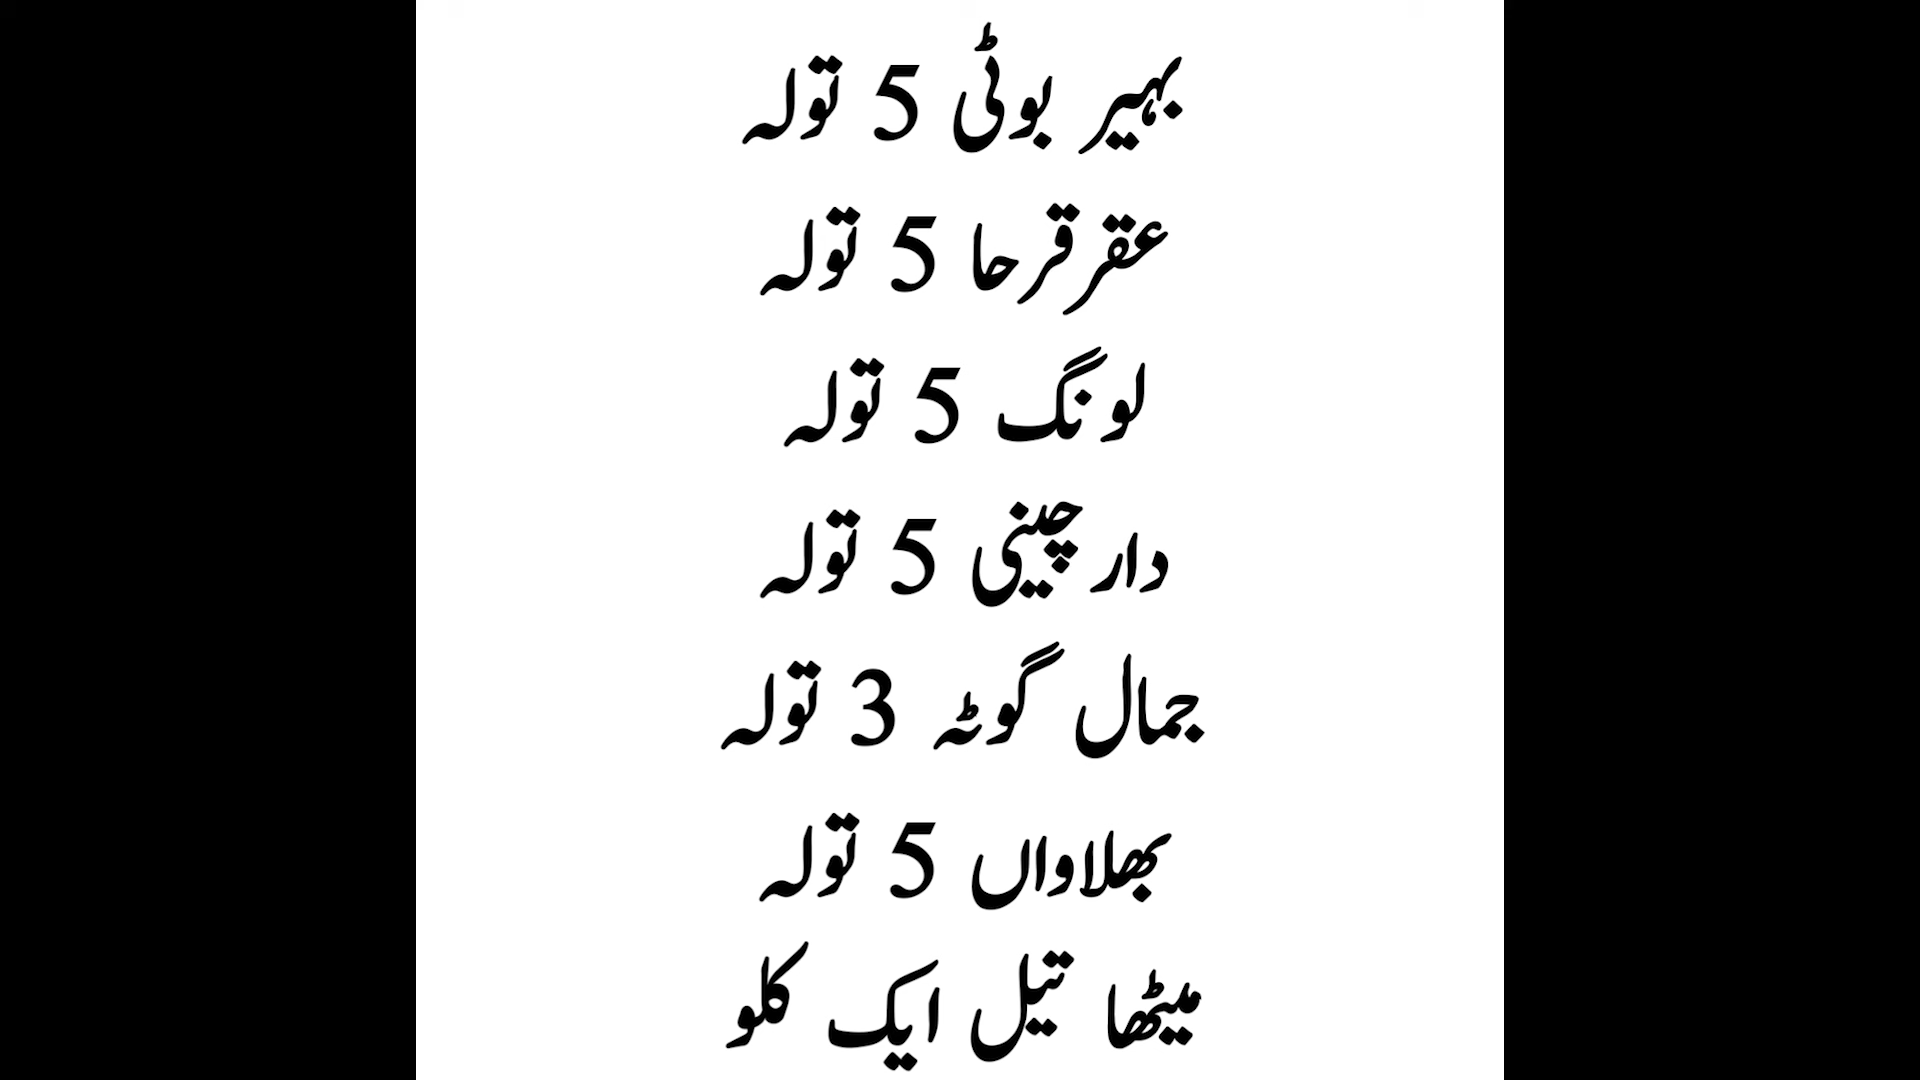 بہیر بوٹی 5 تولہ
عقرقرحا 5 تولہ
لونگ 5 تولہ
دار چینی 5 تولہ
جمال گوٹہ 3 تولہ
بھلاواں 5 تولہ
میٹھا تیل ایک کلو